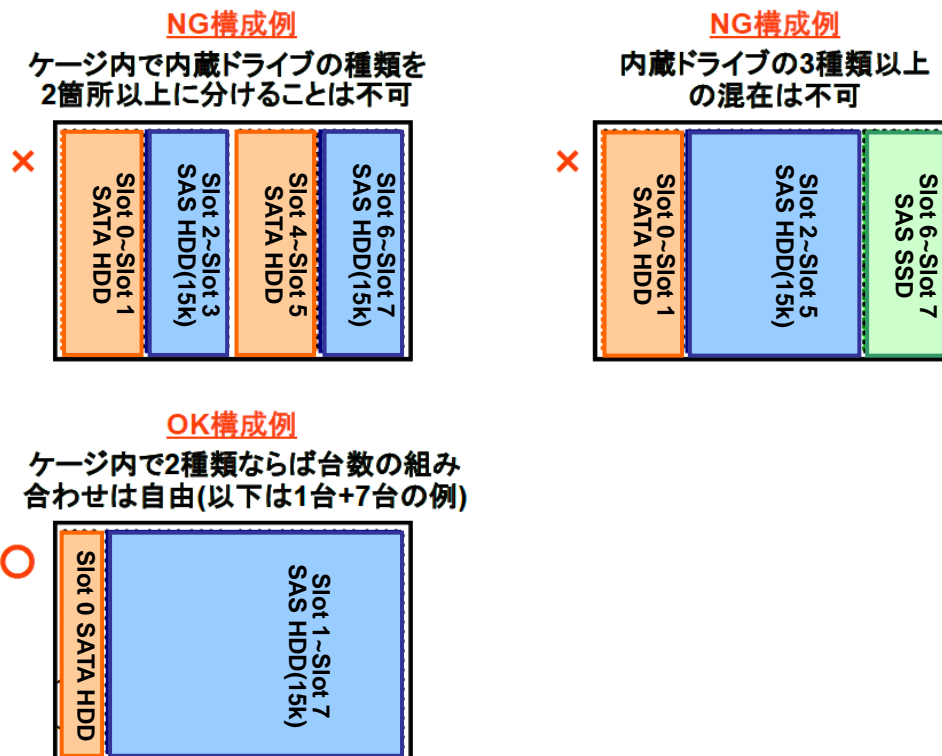 NG構成例
ケージ内で内蔵ドライブの種類を
2箇所以上に分けることは不可
×
Slot 0~Slot 1
SATA HDD
Slot 2~Slot 3
SAS HDD(15k)
Slot 4~Slot 5
SATA HDD
Slot 6~Slot 7
SAS HDD(15k)
NG構成例
内蔵ドライブの3種類以上
の混在は不可
×
Slot 0~Slot 1
SATA HDD
Slot 2~Slot 5
SAS HDD(15k)
Slot 6~Slot 7
SAS SSD
OK構成例
ケージ内で2種類ならば台数の組み
合わせは自由(以下は1台+7台の例)
○
Slot 0 SATA HDD
Slot 1~Slot 7
SAS HDD(15k)